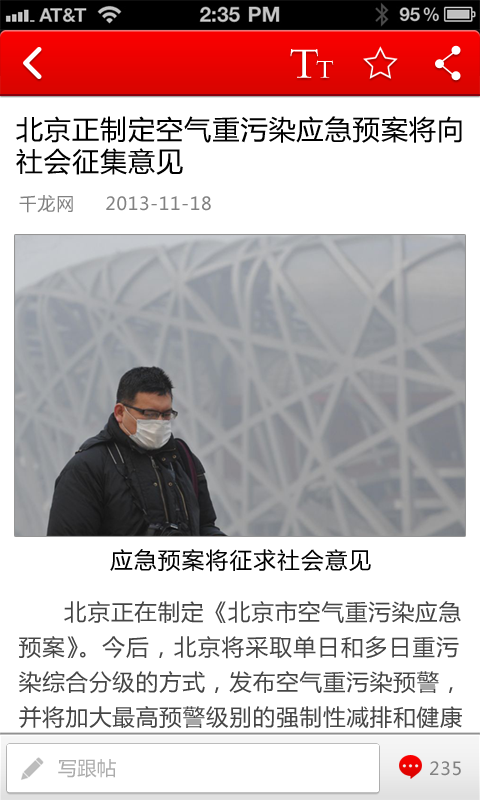 AT&T 2:35 PM 95%
TT
北京正制定空气重污染应急预案将向
社会征集意见
千龙网 2013-11-18
应急预案将征求社会意见
北京正在制定《北京市空气重污染应急
预案》。今后，北京将采取单日和多日重污
染综合分级的方式，发布空气重污染预警，
并将加大最高预警级别的强制性减排和健康
写跟帖 235